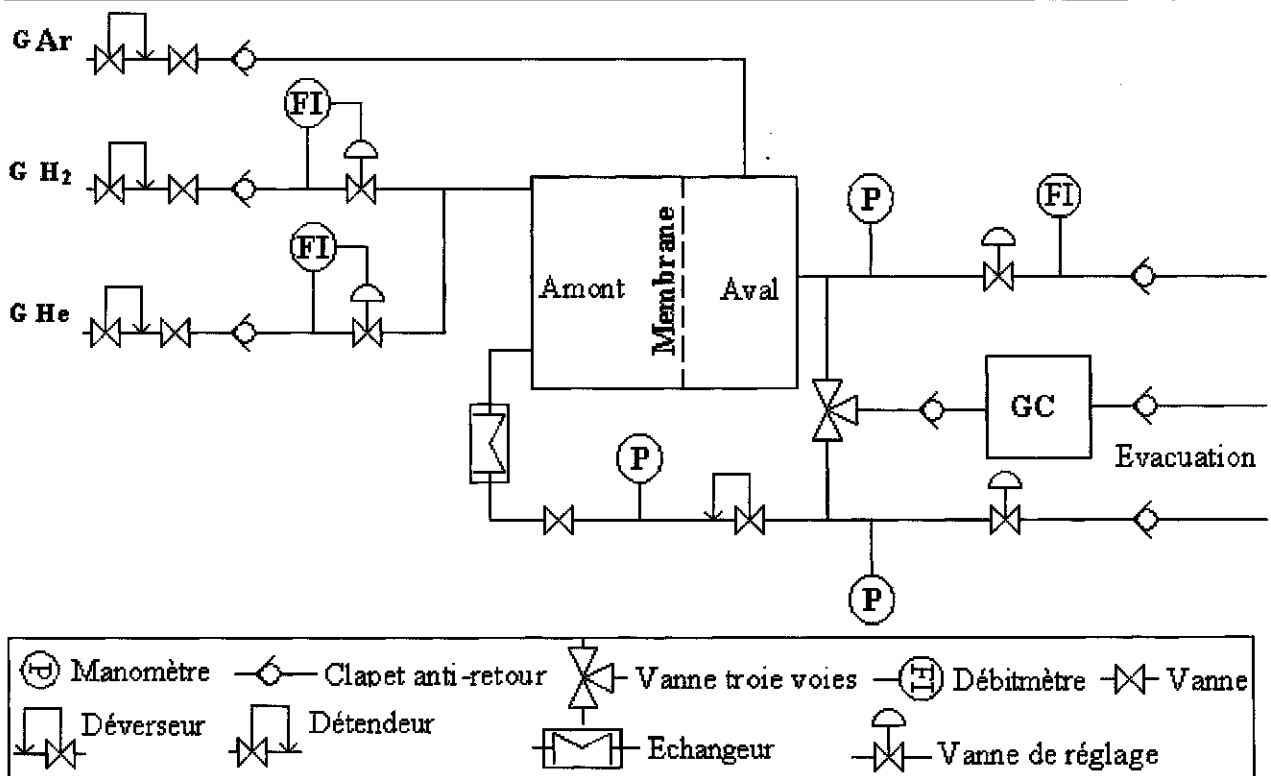 G Ar
FI
G H₂
FI
G He
Amont
Membrane
Aval
P
FI
GC
P
Evacuation
P
P Manomètre
Clapet anti-retour
Vanne troie voies
FI Débitmètre
Vanne
Déverseur
Détendeur
Echangeur
Vanne de réglage